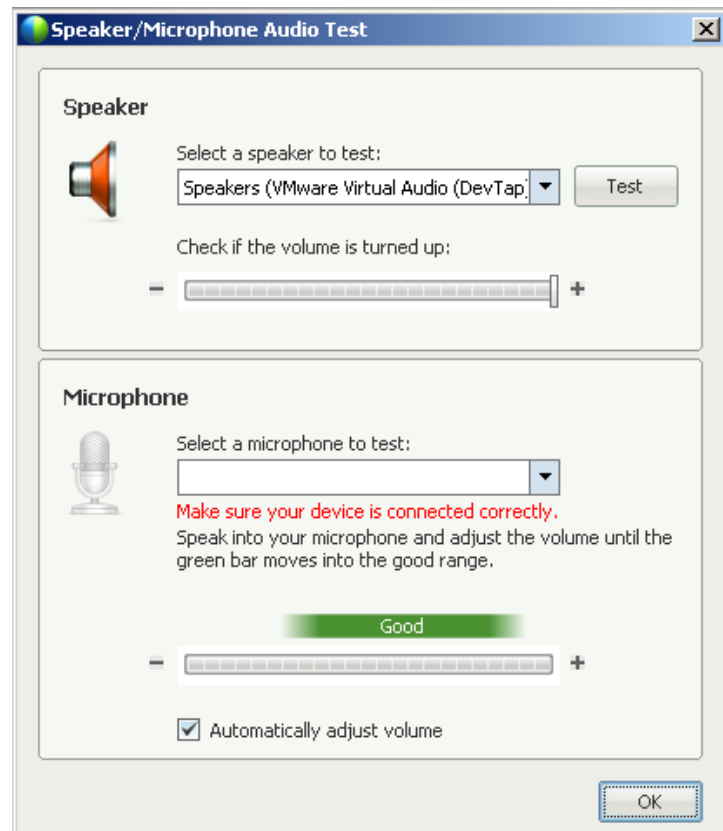 Speaker/Microphone Audio Test
Speaker
Select a speaker to test:
Speakers (VMware Virtual Audio (DevTap)
Test
Check if the volume is turned up:
Microphone
Select a microphone to test:
Make sure your device is connected correctly.
Speak into your microphone and adjust the volume until the
green bar moves into the good range.
Good
Automatically adjust volume
OK